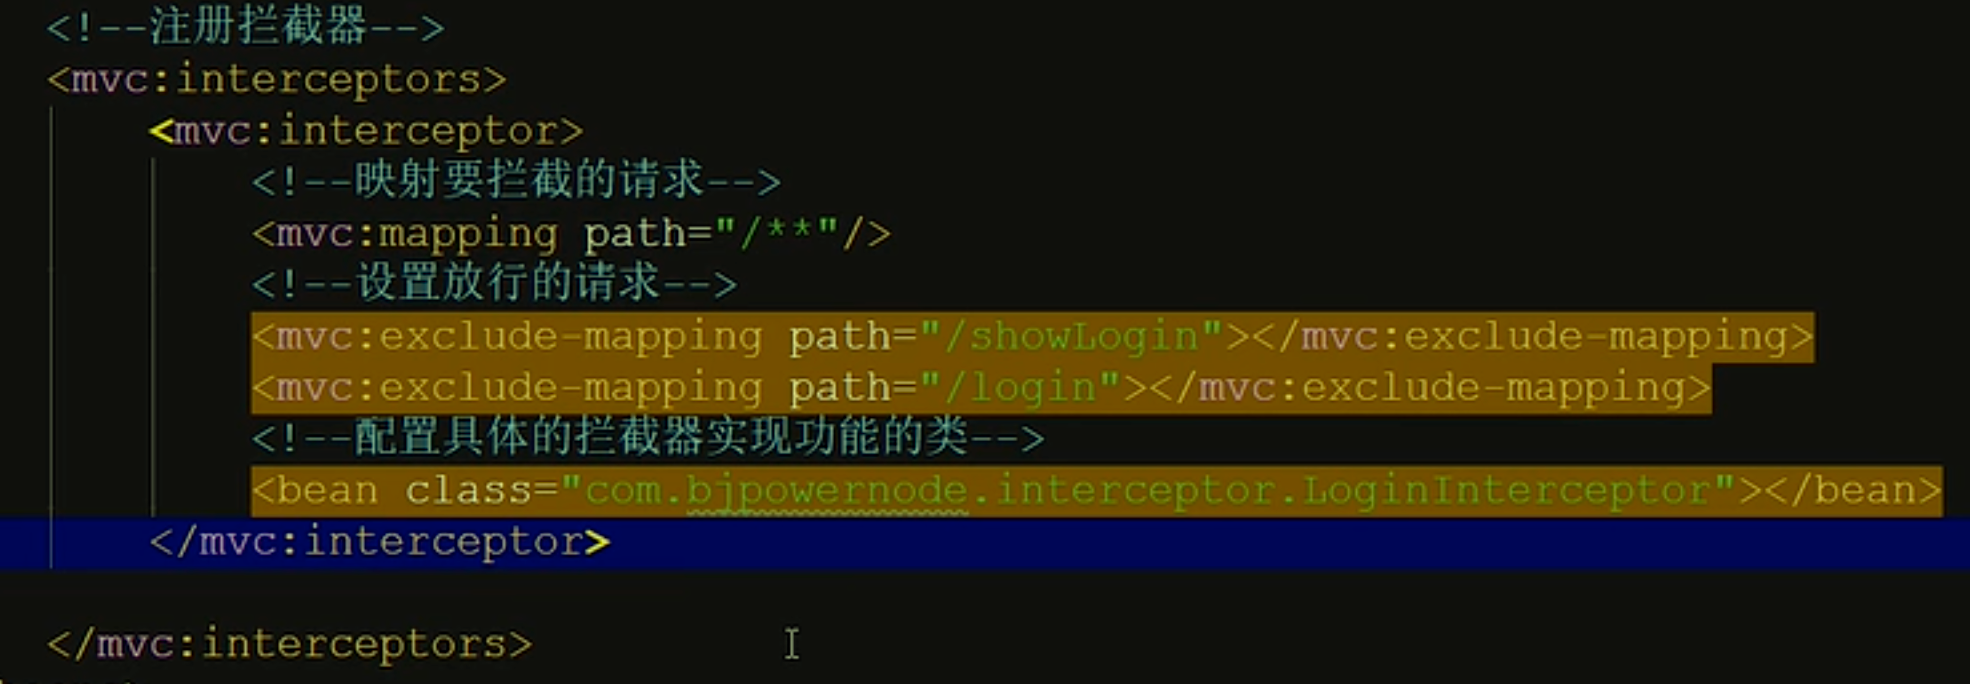 <!--注册拦截器-->
<mvc:interceptors>
<mvc:interceptor>
<!--映射要拦截的请求-->
<mvc:mapping path="/**"/>
<!--设置放行的请求-->
<mvc:exclude-mapping path="/showLogin"></mvc:exclude-mapping>
<mvc:exclude-mapping path="/login"></mvc:exclude-mapping>
<!--配置具体的拦截器实现功能的类-->
<bean class="com.bjpowernode.interceptor.LoginInterceptor"></bean>
</mvc:interceptor>
</mvc:interceptors>